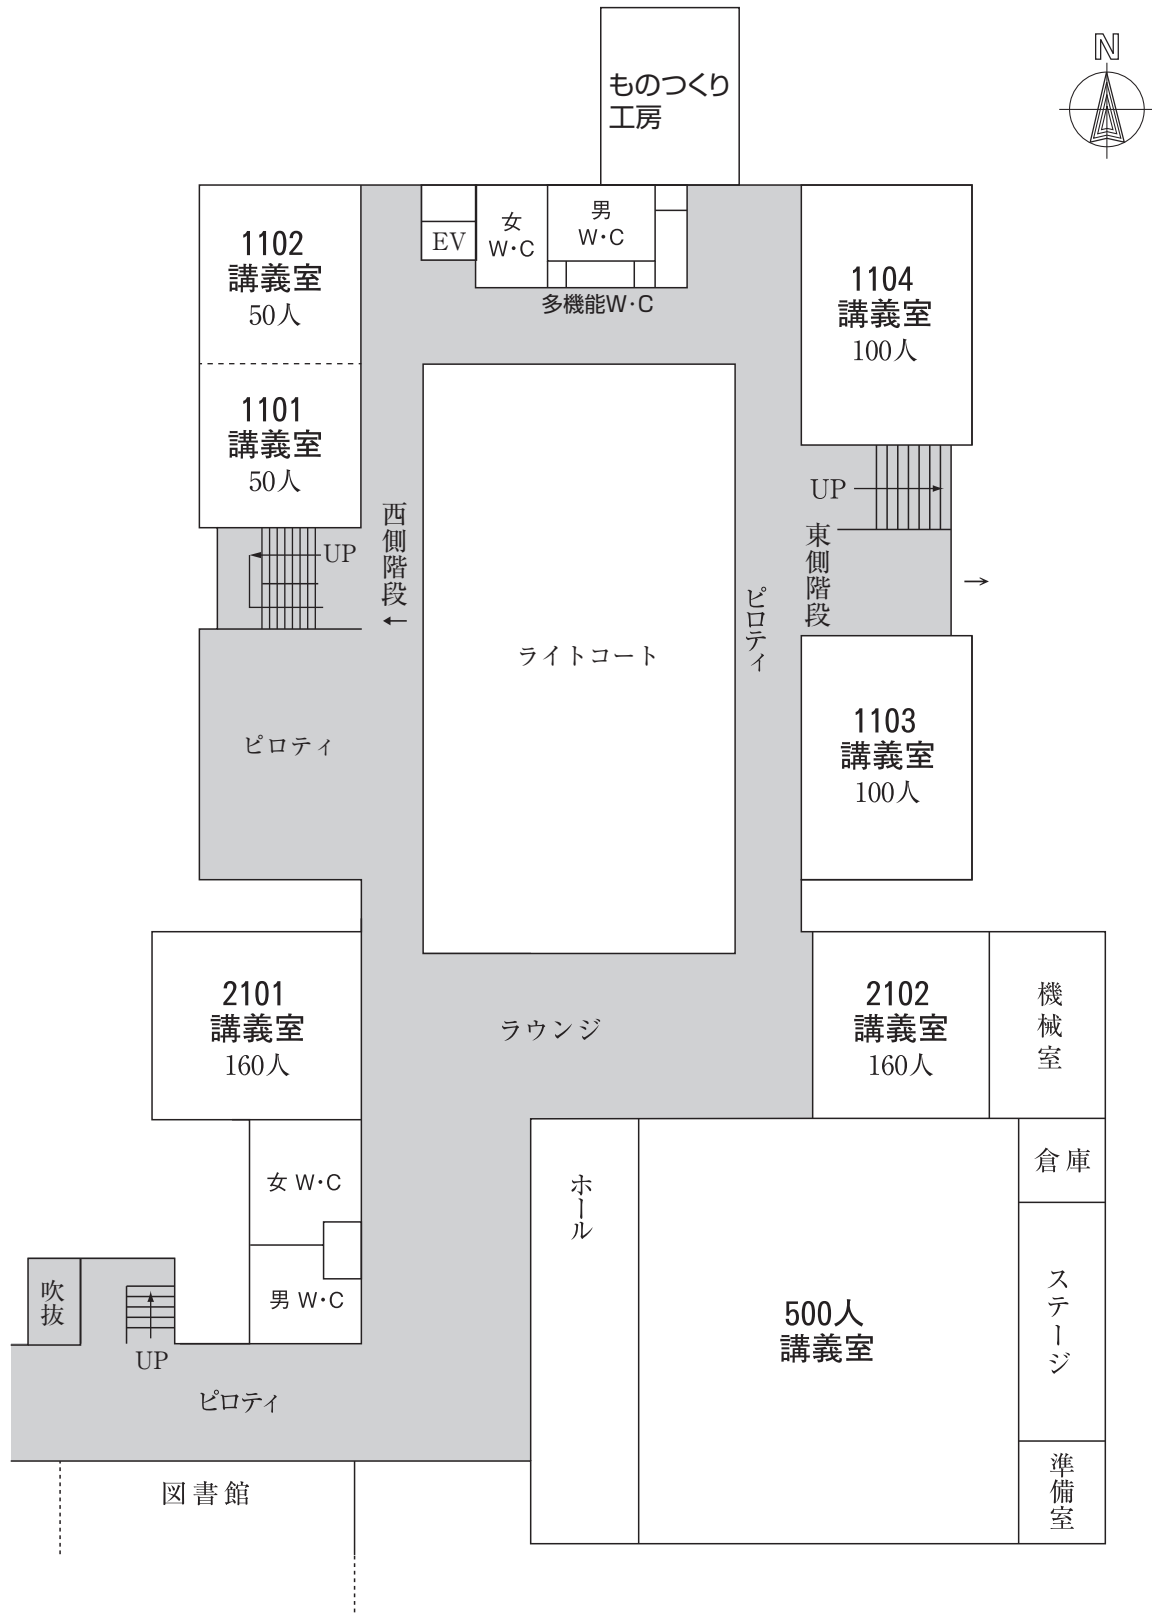 N
ものつくり
工房
1102
講義室
50人
EV
女
W・C
男
W・C
多機能W・C
1104
講義室
100人
1101
講義室
50人
UP
西側階段
←
UP
東側階段
→
ピロティ
ライトコート
ピロティ
1103
講義室
100人
2101
講義室
160人
ラウンジ
2102
講義室
160人
機械室
女 W・C
男 W・C
ホール
倉庫
ステージ
500人
講義室
準備室
吹抜
UP
ピロティ
図書館